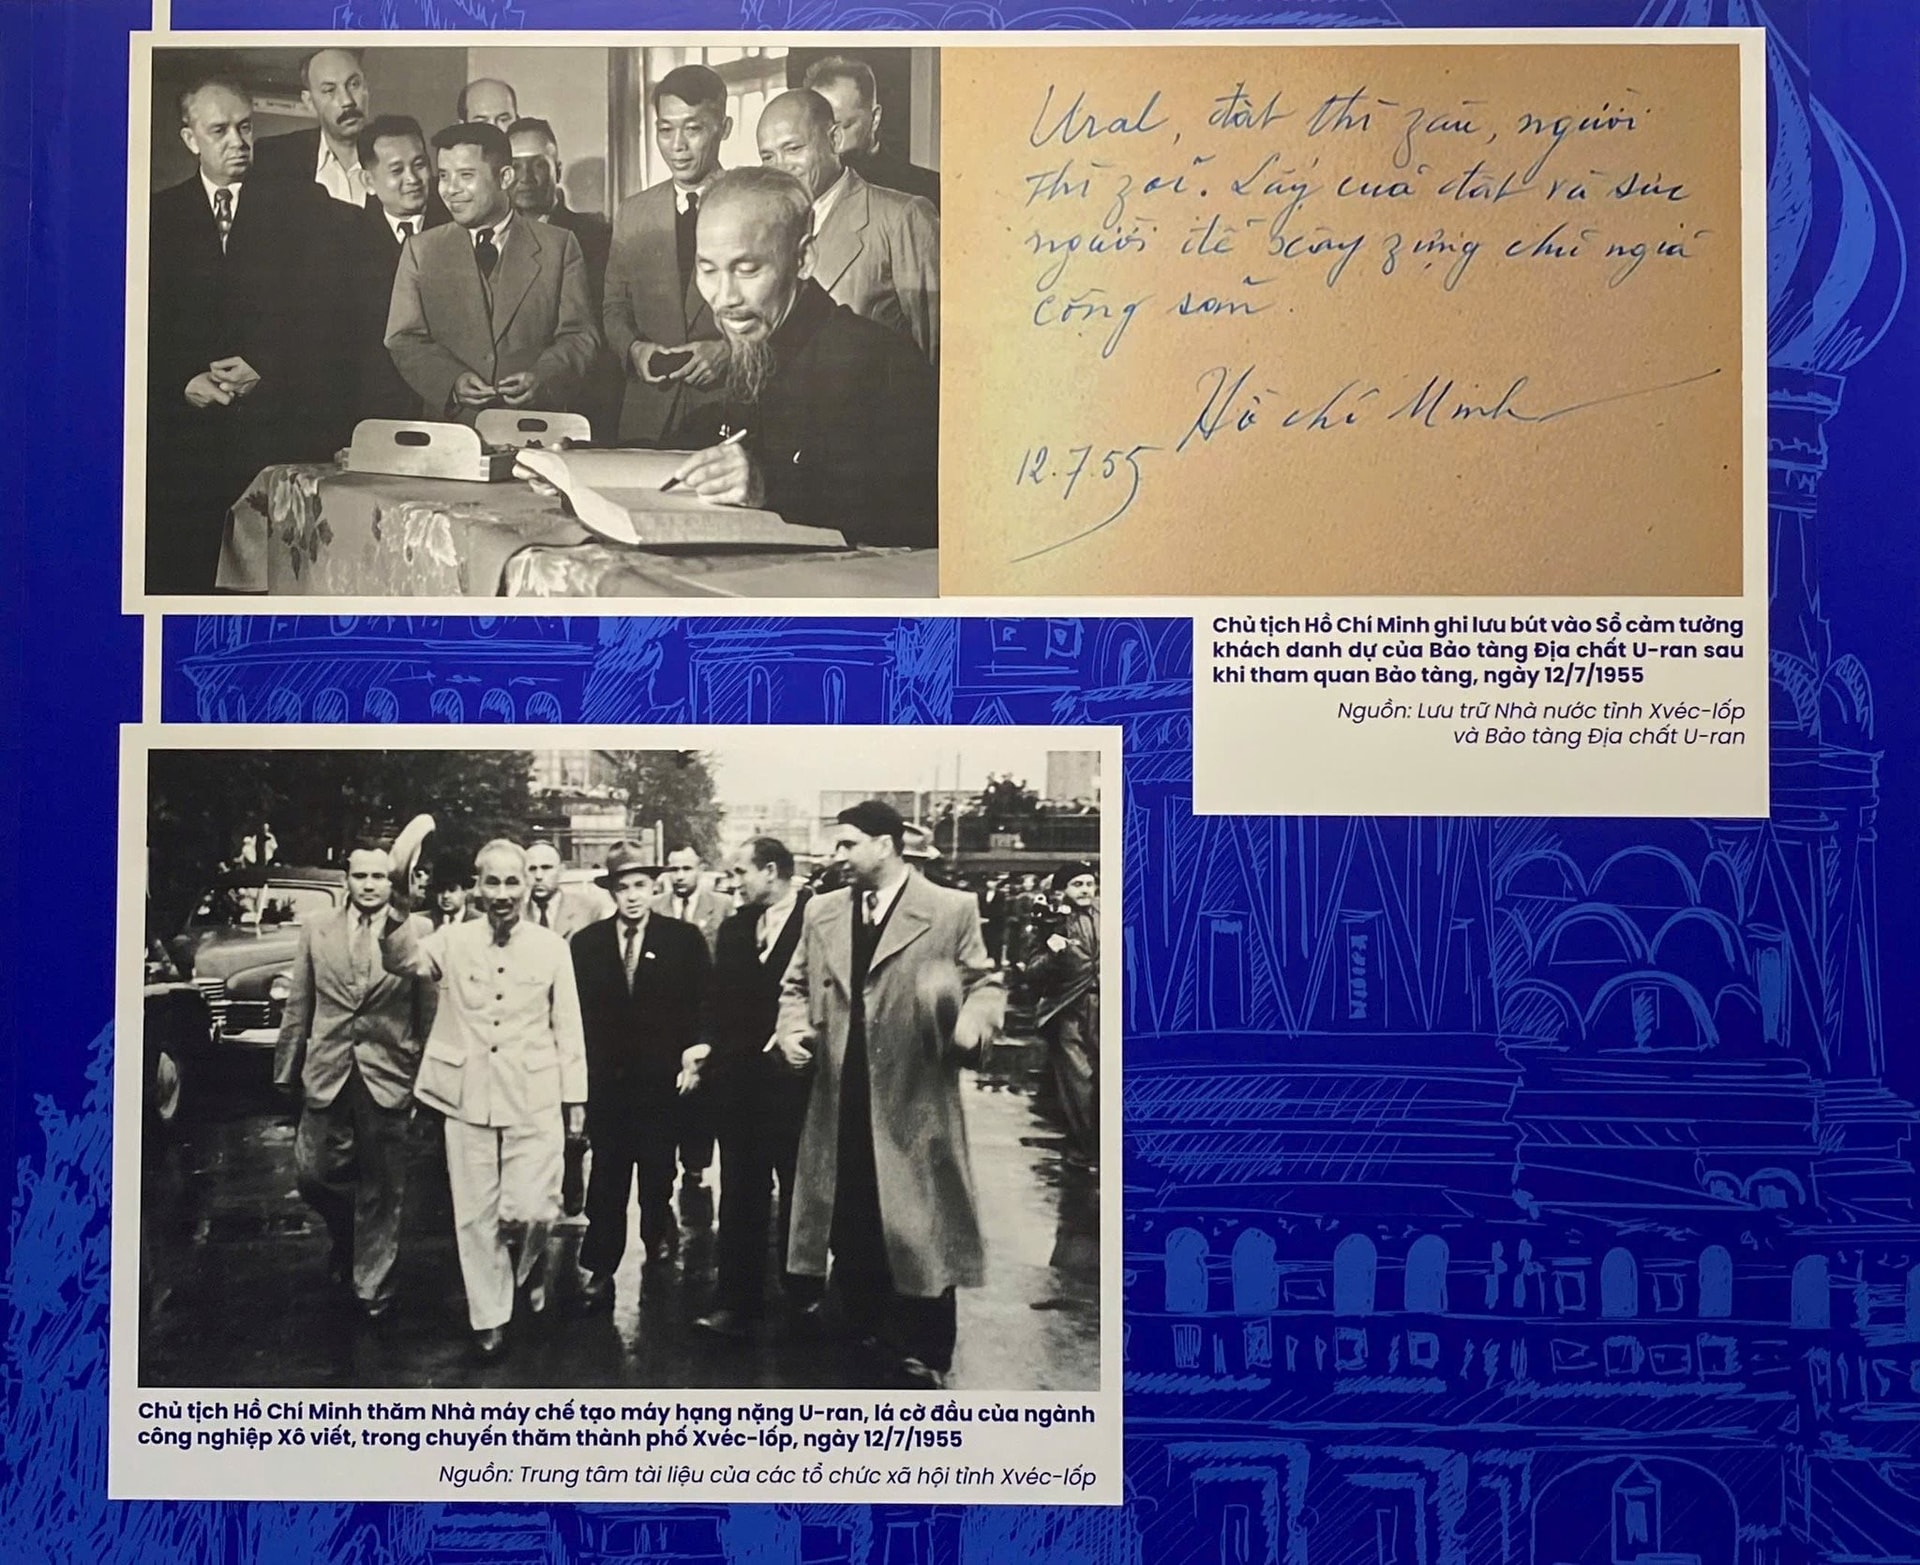 Ural, đất thì zầu, người
thì zỏi. Lấy của đất và sức
người để xây zựng chủ ngiã
cộng sản.
Hồ Chí Minh
12.7.55
Chủ tịch Hồ Chí Minh ghi lưu bút vào Sổ cảm tưởng
khách danh dự của Bảo tàng Địa chất U-ran sau
khi tham quan Bảo tàng, ngày 12/7/1955
Nguồn: Lưu trữ Nhà nước tỉnh Xvéc-lốp
và Bảo tàng Địa chất U-ran
Chủ tịch Hồ Chí Minh thăm Nhà máy chế tạo máy hạng nặng U-ran, lá cờ đầu của ngành
công nghiệp Xô viết, trong chuyến thăm thành phố Xvéc-lốp, ngày 12/7/1955
Nguồn: Trung tâm tài liệu của các tổ chức xã hội tỉnh Xvéc-lốp